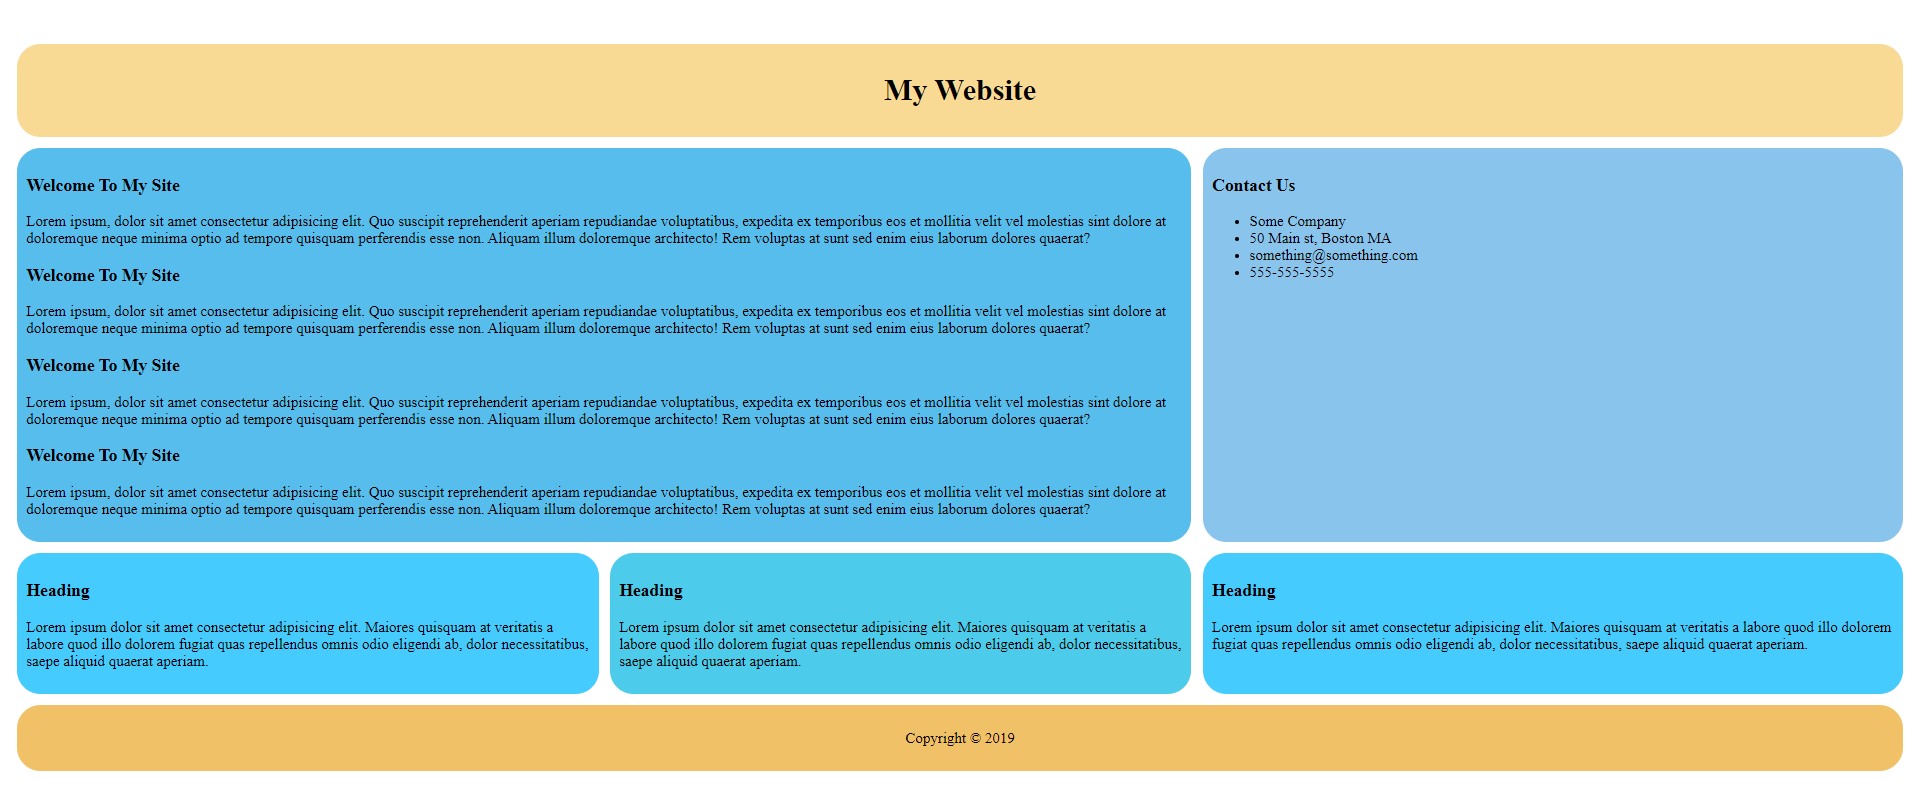 My Website
Welcome To My Site
Lorem ipsum, dolor sit amet consectetur adipisicing elit. Quo suscipit reprehenderit aperiam repudiandae voluptatibus, expedita ex temporibus eos et mollitia velit vel molestias sint dolore at
doloremque neque minima optio ad tempore quisquam perferendis esse non. Aliquam illum doloremque architecto! Rem voluptas at sunt sed enim eius laborum dolores quaerat?
Welcome To My Site
Lorem ipsum, dolor sit amet consectetur adipisicing elit. Quo suscipit reprehenderit aperiam repudiandae voluptatibus, expedita ex temporibus eos et mollitia velit vel molestias sint dolore at
doloremque neque minima optio ad tempore quisquam perferendis esse non. Aliquam illum doloremque architecto! Rem voluptas at sunt sed enim eius laborum dolores quaerat?
Welcome To My Site
Lorem ipsum, dolor sit amet consectetur adipisicing elit. Quo suscipit reprehenderit aperiam repudiandae voluptatibus, expedita ex temporibus eos et mollitia velit vel molestias sint dolore at
doloremque neque minima optio ad tempore quisquam perferendis esse non. Aliquam illum doloremque architecto! Rem voluptas at sunt sed enim eius laborum dolores quaerat?
Welcome To My Site
Lorem ipsum, dolor sit amet consectetur adipisicing elit. Quo suscipit reprehenderit aperiam repudiandae voluptatibus, expedita ex temporibus eos et mollitia velit vel molestias sint dolore at
doloremque neque minima optio ad tempore quisquam perferendis esse non. Aliquam illum doloremque architecto! Rem voluptas at sunt sed enim eius laborum dolores quaerat?
Contact Us
• Some Company
• 50 Main st, Boston MA
• something@something.com
• 555-555-5555
Heading
Lorem ipsum dolor sit amet consectetur adipisicing elit. Maiores quisquam at veritatis a
labore quod illo dolorem fugiat quas repellendus omnis odio eligendi ab, dolor necessitatibus,
saepe aliquid quaerat aperiam.
Heading
Lorem ipsum dolor sit amet consectetur adipisicing elit. Maiores quisquam at veritatis a
labore quod illo dolorem fugiat quas repellendus omnis odio eligendi ab, dolor necessitatibus,
saepe aliquid quaerat aperiam.
Heading
Lorem ipsum dolor sit amet consectetur adipisicing elit. Maiores quisquam at veritatis a labore quod illo dolorem
fugiat quas repellendus omnis odio eligendi ab, dolor necessitatibus, saepe aliquid quaerat aperiam.
Copyright © 2019